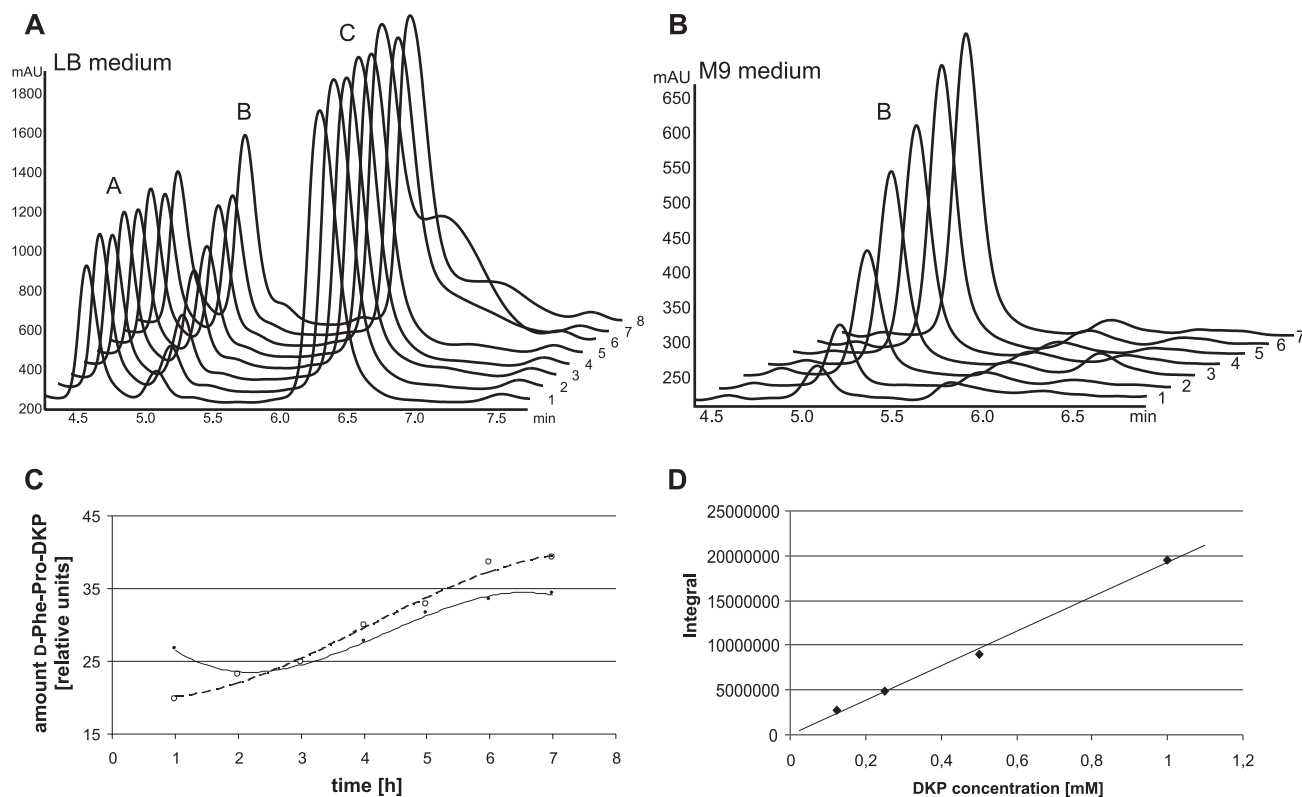 A
LB medium
mAU
1800
1600
1400
1200
1000
800
600
400
200
A
B
C
8
7
6
5
4
3
2
1
4.5 5.0 5.5 6.0 6.5 7.0 7.5 min
B
M9 medium
mAU
650
600
550
500
450
400
350
300
250
B
7
6
5
4
3
2
1
4.5 5.0 5.5 6.0 6.5 min
C
amount D-Phe-Pro-DKP
[relative units]
45
35
25
15
0 1 2 3 4 5 6 7 8
time [h]
D
Integral
25000000
20000000
15000000
10000000
5000000
0
0 0,2 0,4 0,6 0,8 1 1,2
DKP concentration [mM]